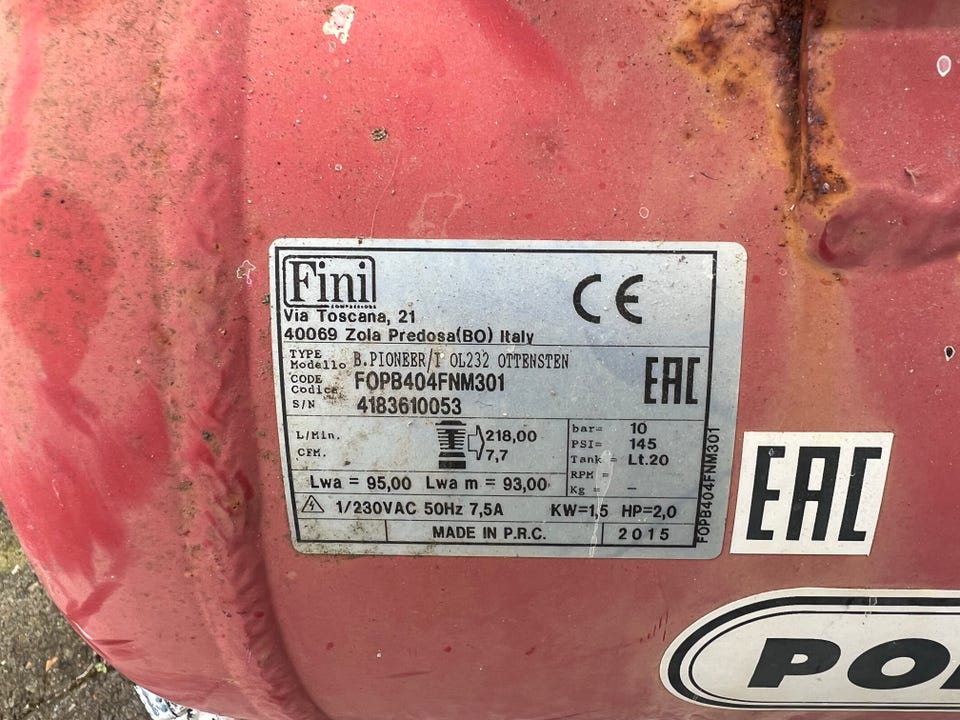 Fini
COMPRESSORS
Via Toscana, 21
40069 Zola Predosa(BO) Italy
CE
TYPE
Modello B.PIONEER/I OL232 OTTENSTEN
CODE
Codice FOPB404FNM301
S/N 4183610053
EAC
L/Min. 218,00
CFM. 7,7
bar= 10
PSI= 145
Tank = Lt.20
RPM =
Kg = -
Lwa = 95,00 Lwa m = 93,00
1/230VAC 50Hz 7,5A KW=1,5 HP=2,0
MADE IN P.R.C. 2015
FOPB404FNM301
EAC